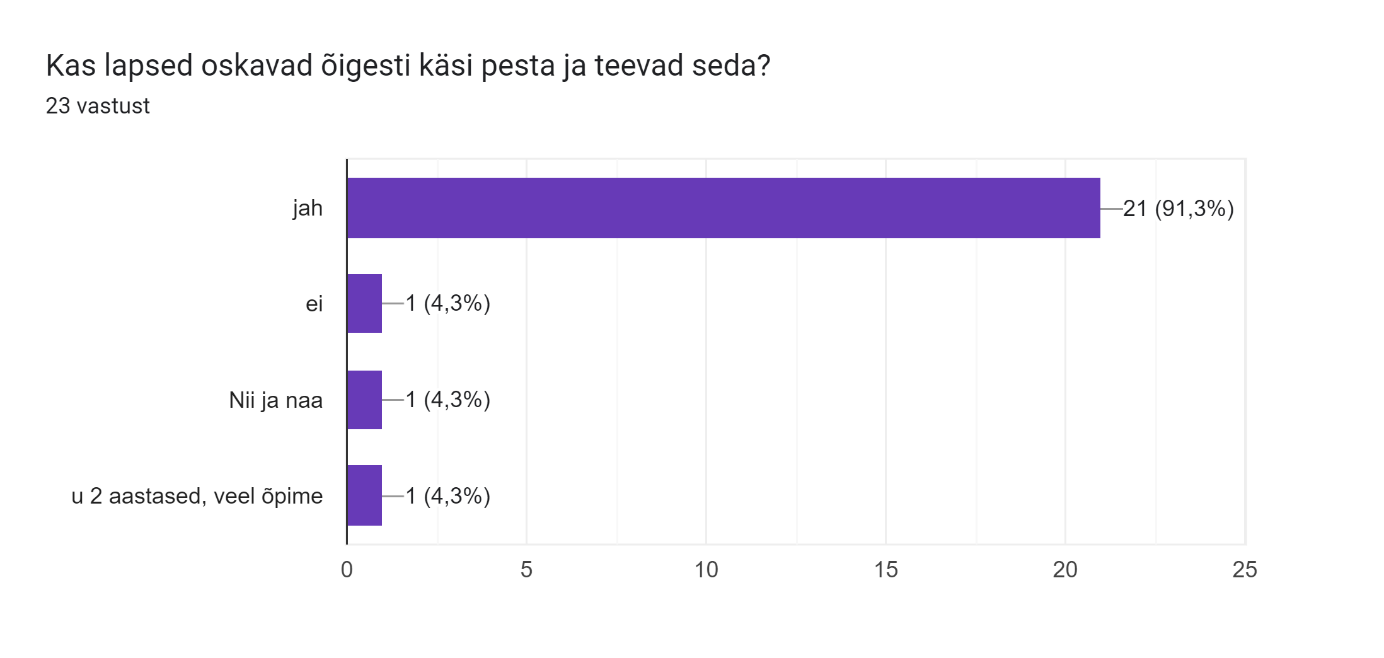 Kas lapsed oskavad õigesti käsi pesta ja teevad seda?
23 vastust
jah
21 (91,3%)
ei
1 (4,3%)
Nii ja naa
1 (4,3%)
u 2 aastased, veel õpime
1 (4,3%)
0 5 10 15 20 25